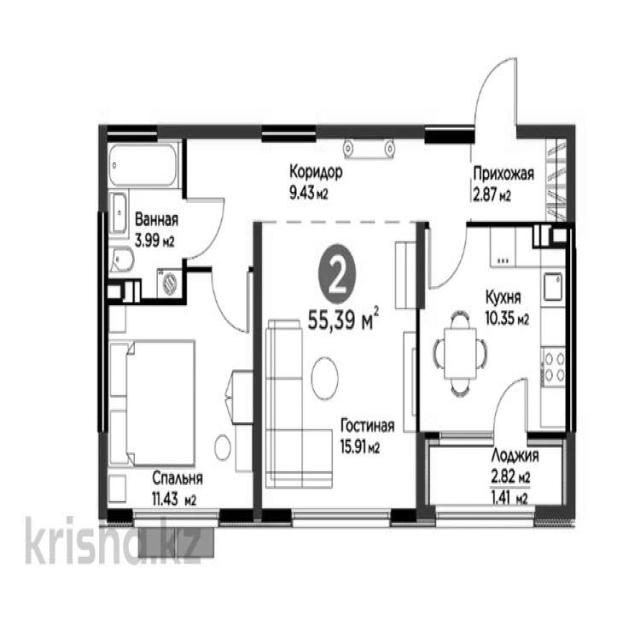 Коридор
9.43 м2
Прихожая
2.87 м2
Ванная
3.99 м2
2
55,39 м²
Кухня
10.35 м2
Гостиная
15.91 м2
Спальня
11.43 м2
Лоджия
2.82 м2
1.41 м2
krisha.kz